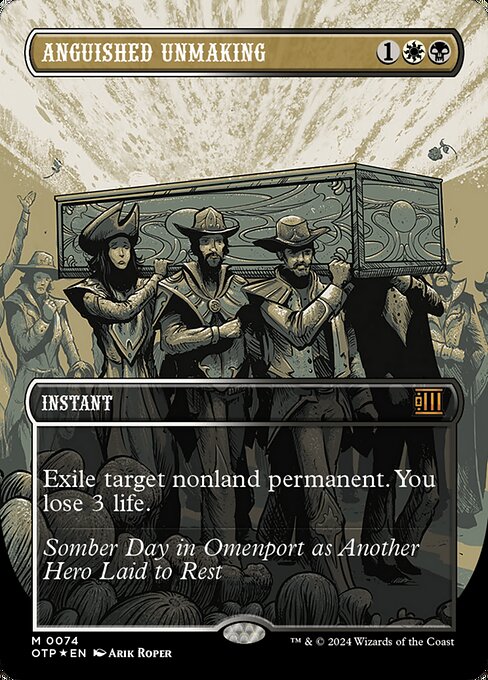 ANGUISHED UNMAKING 1
INSTANT
Exile target nonland permanent. You
lose 3 life.
Somber Day in Omenport as Another
Hero Laid to Rest
M 0074
OTP ★ EN Arik Roper
™ & © 2024 Wizards of the Coast